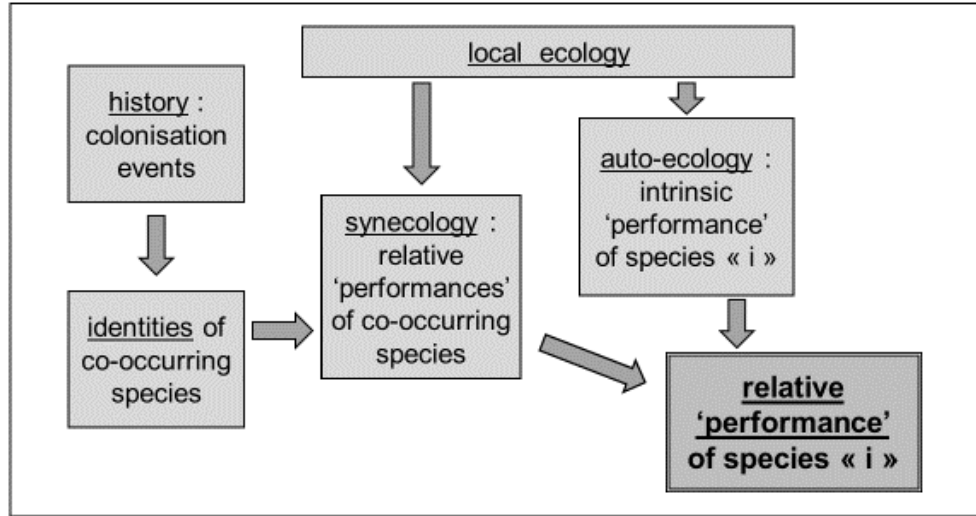 local ecology
history :
colonisation
events
auto-ecology :
intrinsic
‘performance’
of species « i »
synecology :
relative
‘performances’
of co-occurring
species
identities of
co-occurring
species
relative
‘performance’
of species « i »